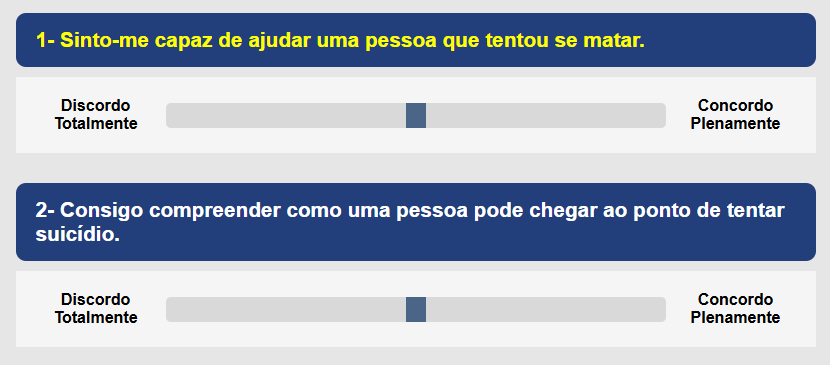 1- Sinto-me capaz de ajudar uma pessoa que tentou se matar.
Discordo
Totalmente
Concordo
Plenamente
2- Consigo compreender como uma pessoa pode chegar ao ponto de tentar
suicídio.
Discordo
Totalmente
Concordo
Plenamente